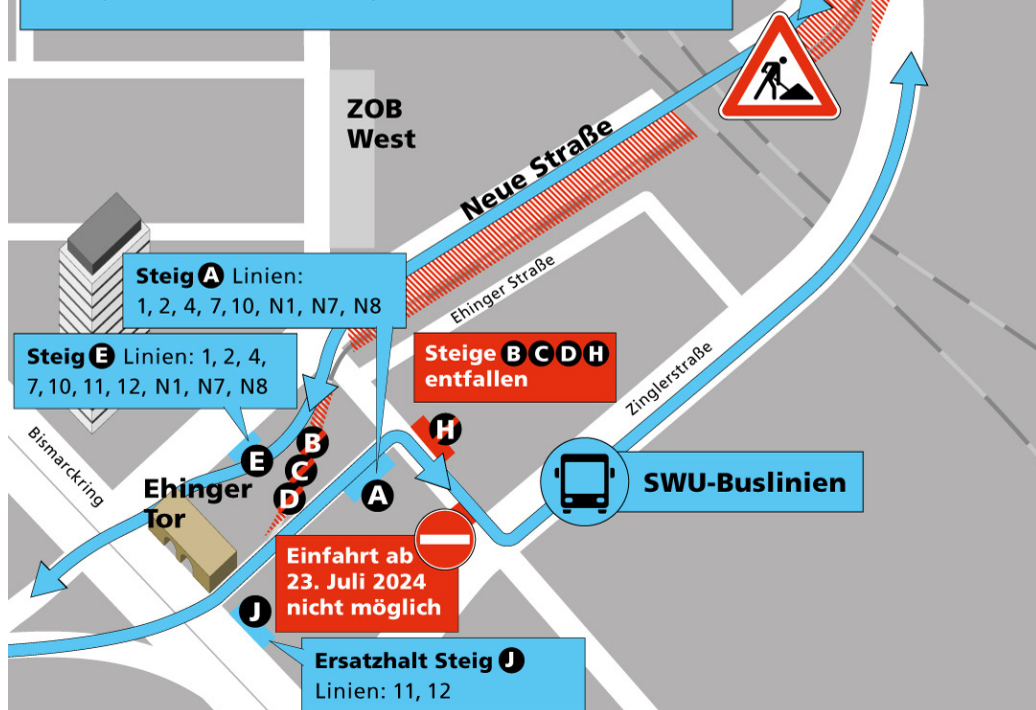 ZOB
West
Neue Straße
Steig A Linien:
1, 2, 4, 7, 10, N1, N7, N8
Ehinger Straße
Steig E Linien: 1, 2, 4,
7, 10, 11, 12, N1, N7, N8
Steige B C D H
entfallen
Zinglerstraße
Bismarckring
H
B
E
C
D
A
Ehinger
Tor
SWU-Buslinien
Einfahrt ab
23. Juli 2024
nicht möglich
J
Ersatzhalt Steig J
Linien: 11, 12